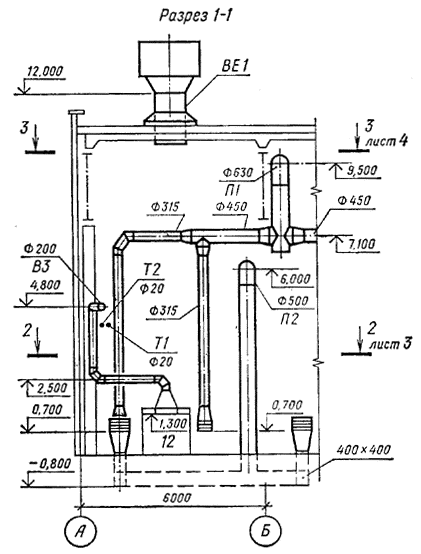 Разрез 1-1
12,000
ВЕ1
3
3
лист 4
Ф630
П1
9,500
Ф315
Ф450
Ф450
7,100
Ф200
В3
Т2
Ф20
6,000
4,800
Ф315
Ф500
П2
2
Т1
Ф20
2
лист 3
2,500
0,700
1,300
12
0,700
400×400
-0,800
6000
А
Б